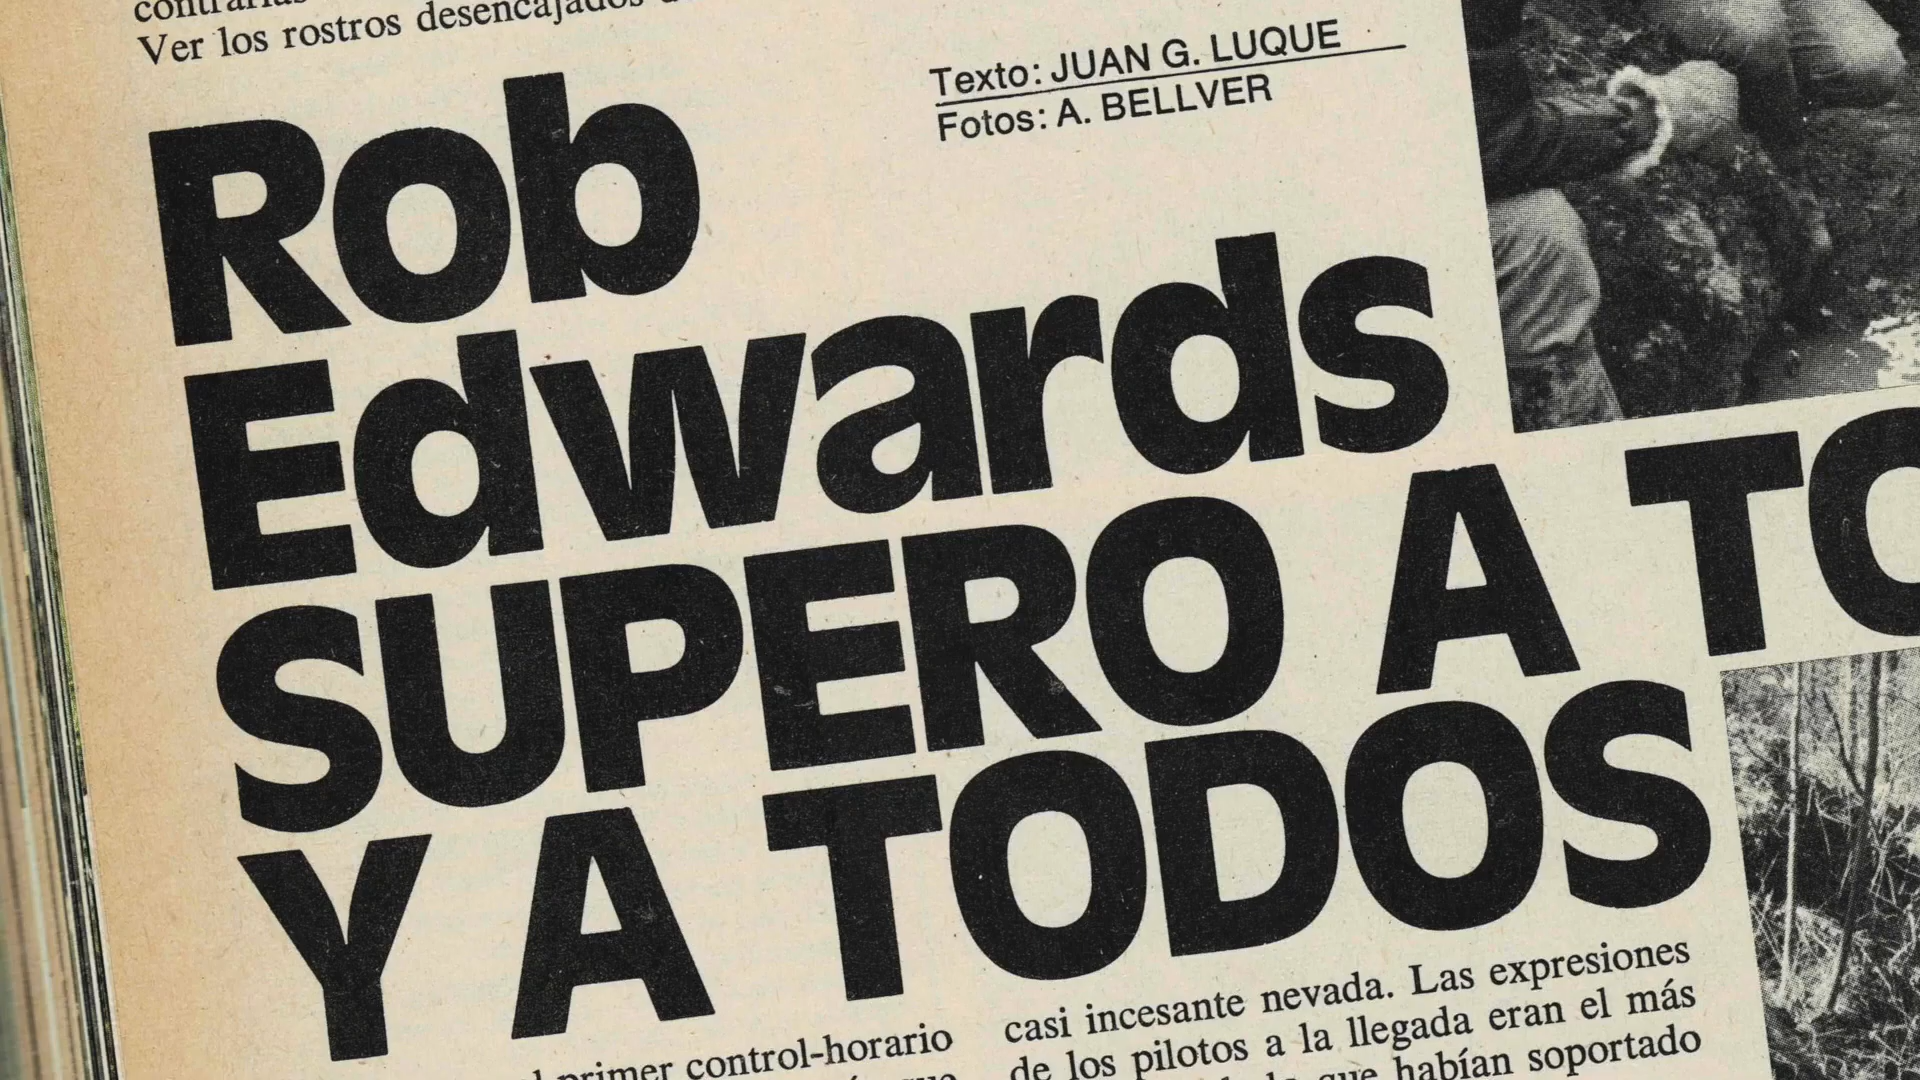 Ver los rostros desencajados
Texto: JUAN G. LUQUE
Fotos: A. BELLVER
Rob
Edwards
SUPERO A TO
Y A TODOS
primer control-horario
casi incesante nevada. Las expresiones
de los pilotos a la llegada eran el más
que habían soportado